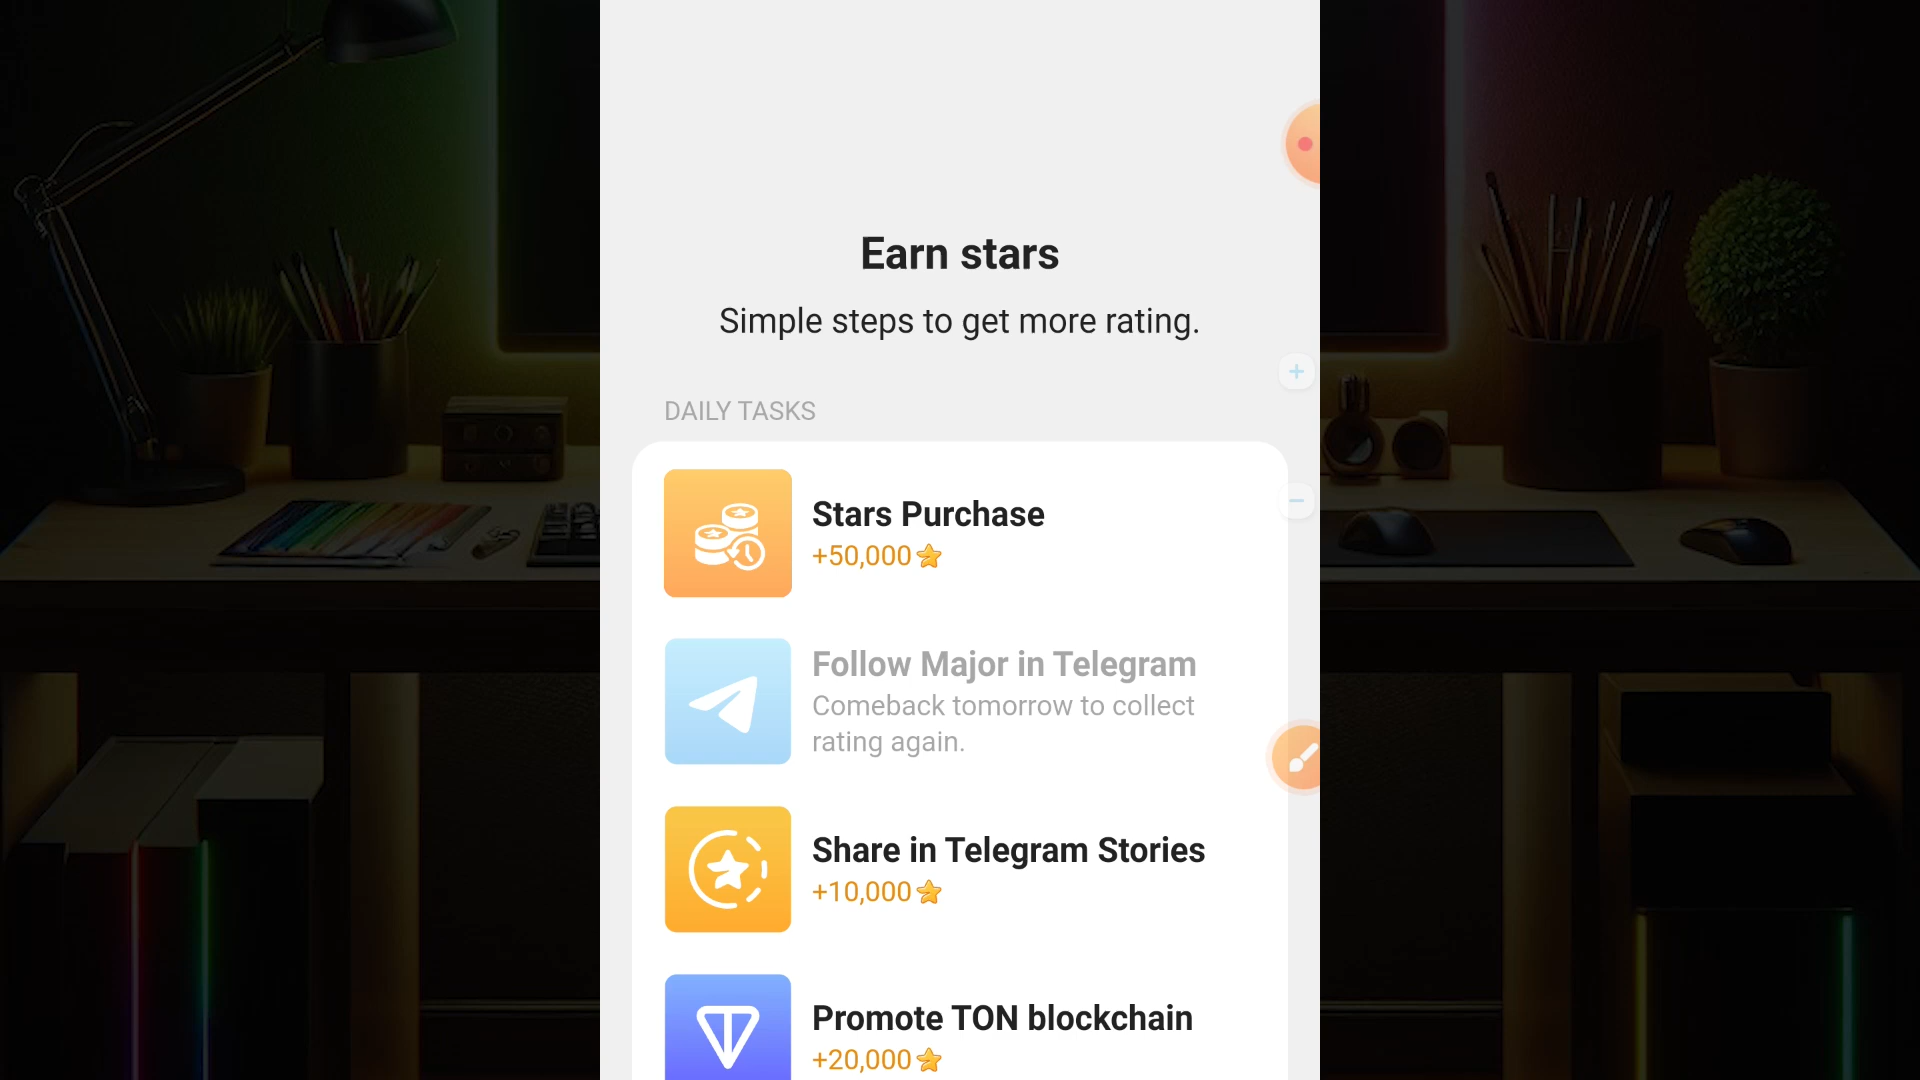 Earn stars
Simple steps to get more rating.
DAILY TASKS
Stars Purchase
+50,000
Follow Major in Telegram
Comeback tomorrow to collect
rating again.
Share in Telegram Stories
+10,000
Promote TON blockchain
+20,000